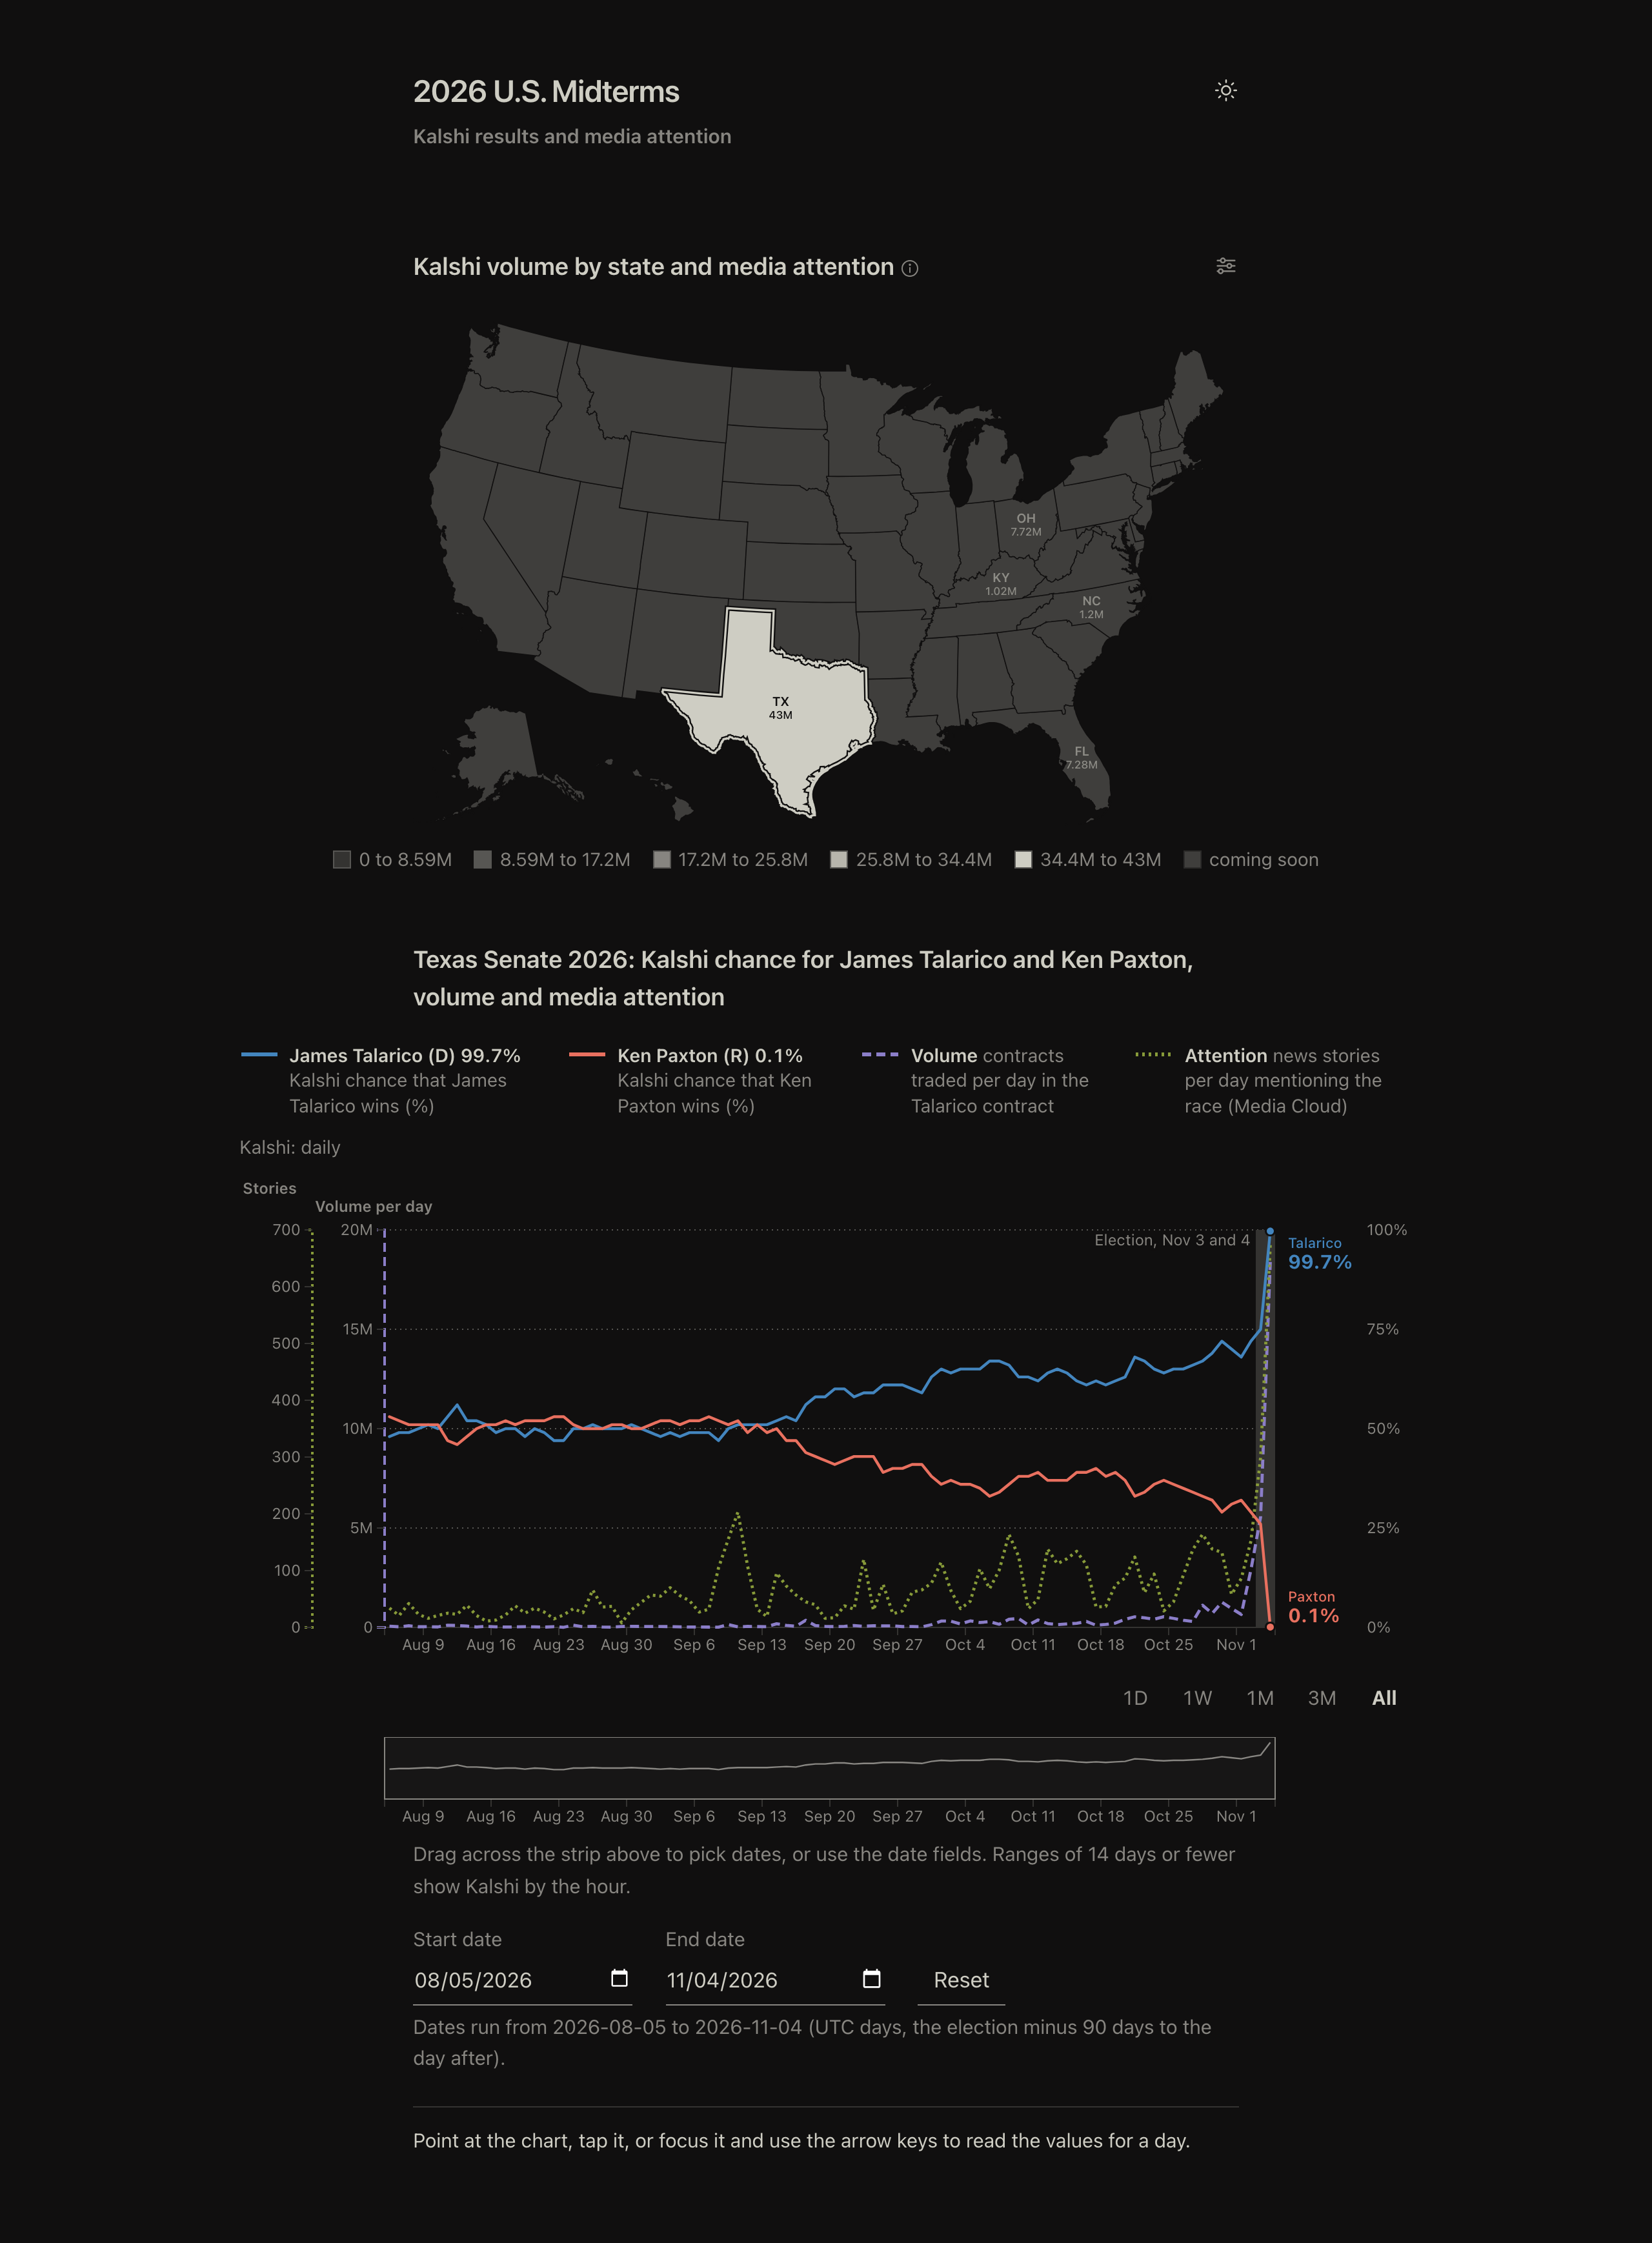 2026 U.S. Midterms
Kalshi results and media attention
Kalshi volume by state and media attention
OH
7.72M
KY
1.02M
NC
1.2M
TX
43M
FL
7.28M
0 to 8.59M
8.59M to 17.2M
17.2M to 25.8M
25.8M to 34.4M
34.4M to 43M
coming soon
Texas Senate 2026: Kalshi chance for James Talarico and Ken Paxton,
volume and media attention
James Talarico (D) 99.7%
Kalshi chance that James
Talarico wins (%)
Ken Paxton (R) 0.1%
Kalshi chance that Ken
Paxton wins (%)
Volume contracts
traded per day in the
Talarico contract
Attention news stories
per day mentioning the
race (Media Cloud)
Kalshi: daily
Stories
Volume per day
700
600
500
400
300
200
100
0
20M
15M
10M
5M
0
Election, Nov 3 and 4
Talarico
99.7%
Paxton
0.1%
100%
75%
50%
25%
0%
Aug 9
Aug 16
Aug 23
Aug 30
Sep 6
Sep 13
Sep 20
Sep 27
Oct 4
Oct 11
Oct 18
Oct 25
Nov 1
1D
1W
1M
3M
All
Aug 9
Aug 16
Aug 23
Aug 30
Sep 6
Sep 13
Sep 20
Sep 27
Oct 4
Oct 11
Oct 18
Oct 25
Nov 1
Drag across the strip above to pick dates, or use the date fields. Ranges of 14 days or fewer
show Kalshi by the hour.
Start date
08/05/2026
End date
11/04/2026
Reset
Dates run from 2026-08-05 to 2026-11-04 (UTC days, the election minus 90 days to the
day after).
Point at the chart, tap it, or focus it and use the arrow keys to read the values for a day.